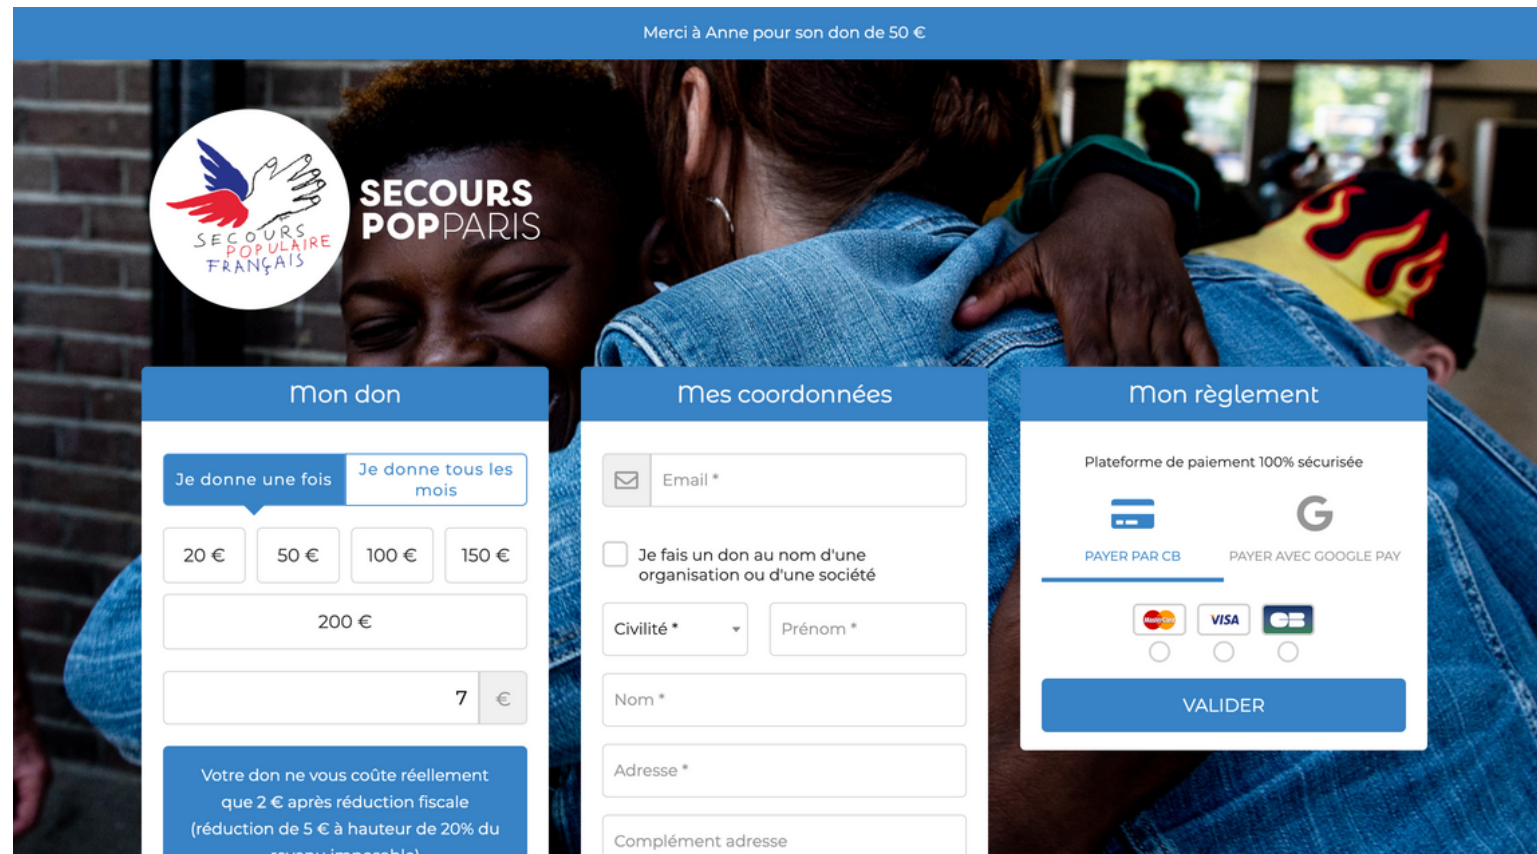 Merci à Anne pour son don de 50 €
SECOURS
POPULAIRE
FRANÇAIS
SECOURS
POPPARIS
Mon don
Je donne une fois
Je donne tous les
mois
20 €
50 €
100 €
150 €
200 €
7 €
Votre don ne vous coûte réellement
que 2 € après réduction fiscale
(réduction de 5 € à hauteur de 20% du
revenu imposable)
Mes coordonnées
Email *
Je fais un don au nom d'une
organisation ou d'une société
Civilité *
Prénom *
Nom *
Adresse *
Complément adresse
Mon règlement
Plateforme de paiement 100% sécurisée
G
PAYER PAR CB
PAYER AVEC GOOGLE PAY
MasterCard
VISA
CB
VALIDER